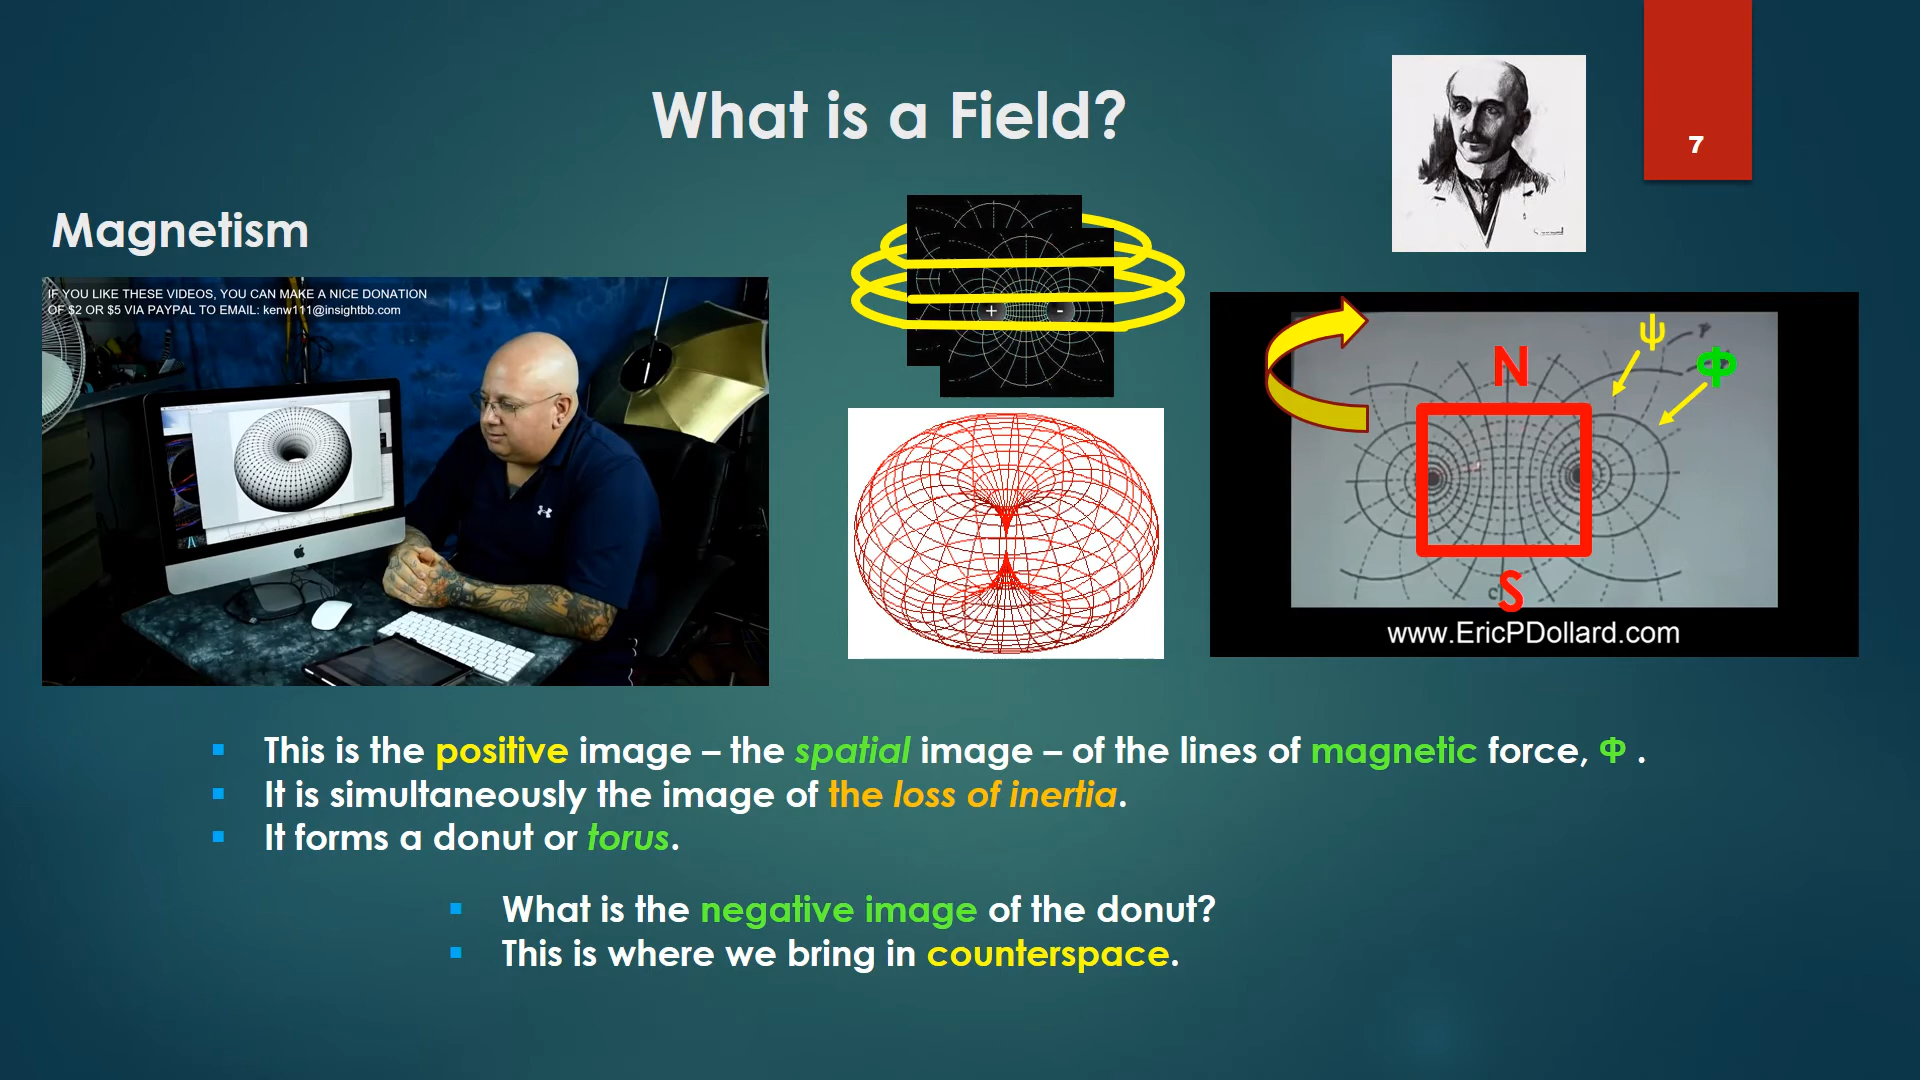 What is a Field?
7
Magnetism
IF YOU LIKE THESE VIDEOS, YOU CAN MAKE A NICE DONATION
OF $2 OR $5 VIA PAYPAL TO EMAIL: kenw111@insightbb.com
+ -
ψ
Φ
N
S
www.EricPDollard.com
▪ This is the positive image – the spatial image – of the lines of magnetic force, Φ .
▪ It is simultaneously the image of the loss of inertia.
▪ It forms a donut or torus.
▪ What is the negative image of the donut?
▪ This is where we bring in counterspace.